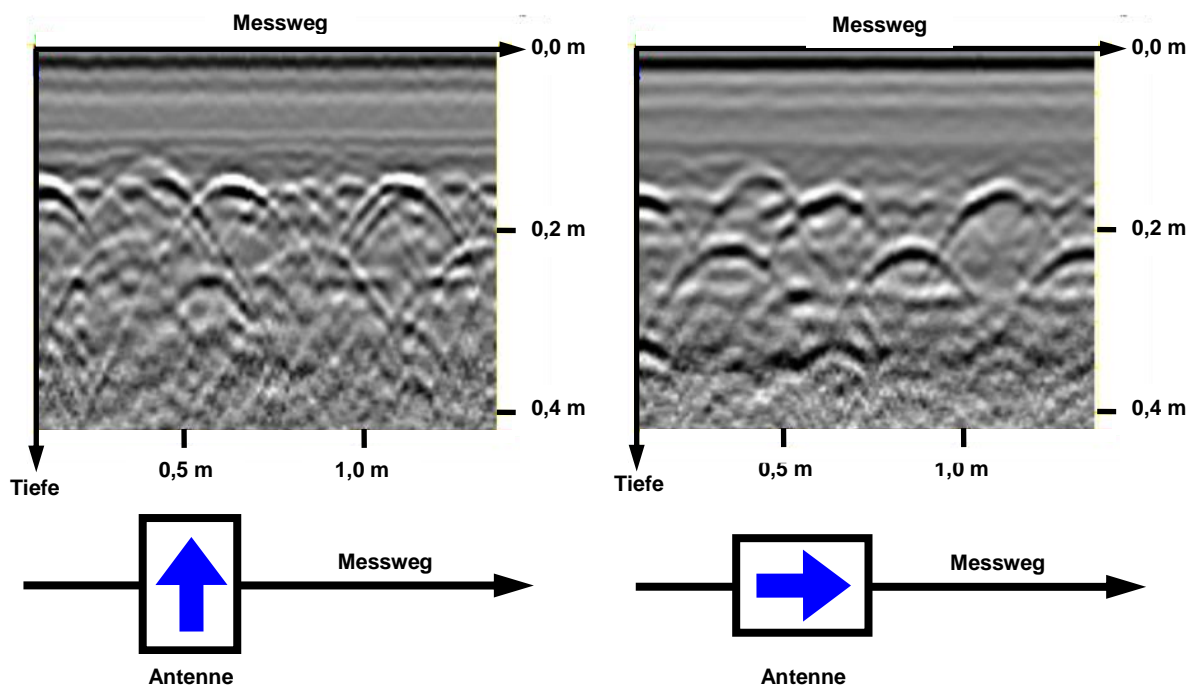 Messweg
0,0 m
0,2 m
0,4 m
0,5 m
1,0 m
Tiefe
Messweg
Antenne
Messweg
0,0 m
0,2 m
0,4 m
0,5 m
1,0 m
Tiefe
Messweg
Antenne